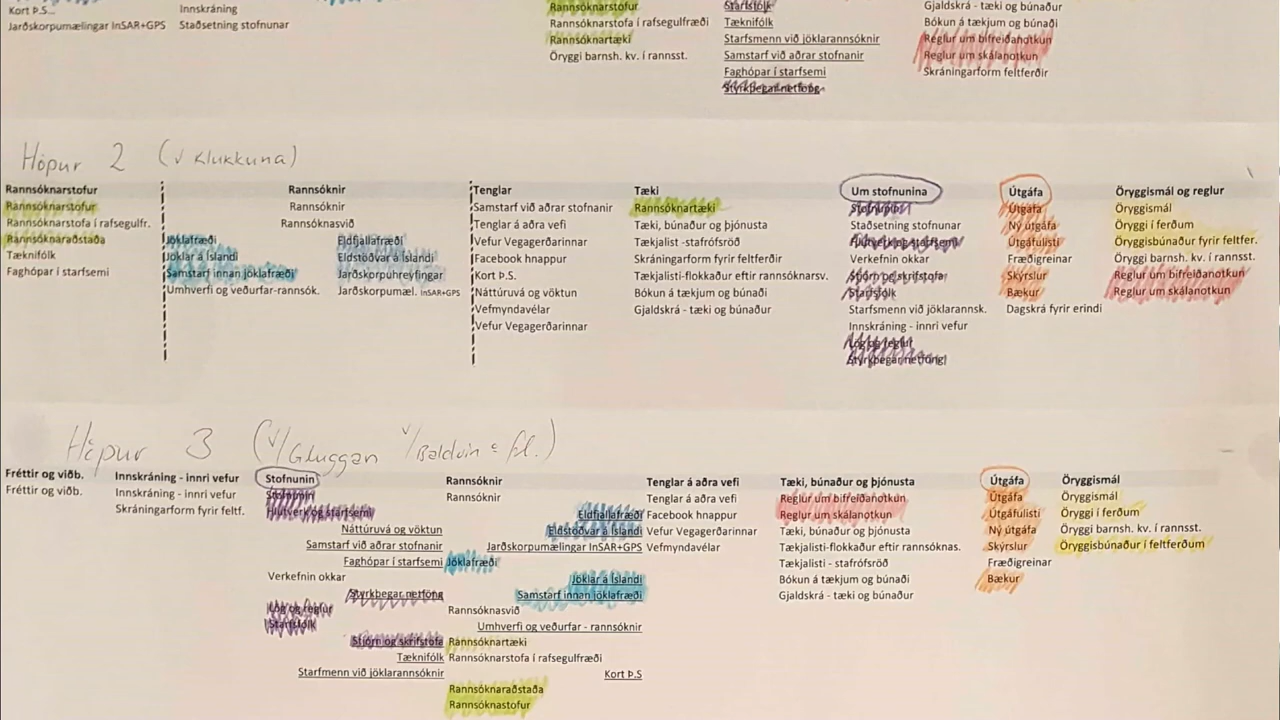 Kort Þ.S...
Jarðskorpumælingar InSAR+GPS
Innskráning
Staðsetning stofnunar
Rannsóknarstofur
Rannsóknarstofa í rafsegulfræði
Rannsóknartæki
Öryggi barnsh. kv. í rannsst.
Starfsfólk
Tæknifólk
Starfsmenn við jöklarannsóknir
Samstarf við aðrar stofnanir
Faghópar í starfsemi
Styrkþegar netföng
Gjaldskrá - tæki og búnaður
Bókun á tækjum og búnaði
Reglur um bifreiðanotkun
Reglur um skálanotkun
Skráningarform feltferðir
Hópur 2 (v klukkuna)
Rannsóknarstofur
Rannsóknarstofur
Rannsóknarstofa í rafsegulfr.
Rannsóknaraðstaða
Tæknifólk
Faghópar í starfsemi
Rannsóknir
Rannsóknir
Rannsóknasvið
Jöklafræði
Jöklar á Íslandi
Samstarf innan jöklafræði
Umhverfi og veðurfar-rannsók.
Eldfjallafræði
Eldstöðvar á Íslandi
Jarðskorpuhreyfingar
Jarðskorpumæl. InSAR+GPS
Tenglar
Samstarf við aðrar stofnanir
Tenglar á aðra vefi
Vefur Vegagerðarinnar
Facebook hnappur
Kort Þ.S.
Náttúruvá og vöktun
Vefmyndavélar
Vefur Vegagerðarinnar
Tæki
Rannsóknartæki
Tæki, búnaður og þjónusta
Tækjalist -stafrófsröð
Skráningarform fyrir feltferðir
Tækjalisti-flokkaður eftir rannsóknarsv.
Bókun á tækjum og búnaði
Gjaldskrá - tæki og búnaður
Um stofnunina
Stofnunin
Staðsetning stofnunar
Hlutverk og starfsemi
Verkefnin okkar
Stjórn og skrifstofa
Starfsfólk
Starfsmenn við jöklarannsk.
Innskráning - innri vefur
Lög og reglur
Styrkþegar netföng!
Útgáfa
Útgáfa
Ný útgáfa
Útgáfulisti
Fræðigreinar
Skýrslur
Bækur
Dagskrá fyrir erindi
Öryggismál og reglur
Öryggismál
Öryggi í ferðum
Öryggisbúnaður fyrir feltfer.
Öryggi barnsh. kv. í rannsst.
Reglur um bifreiðanotkun
Reglur um skálanotkun
Hópur 3 (v/Gluggan v/Baldvin & fl.)
Fréttir og viðb.
Fréttir og viðb.
Innskráning - innri vefur
Innskráning - innri vefur
Skráningarform fyrir feltf.
Stofnunin
Stofnunin
Hlutverk og starfsemi
Náttúruvá og vöktun
Samstarf við aðrar stofnanir
Faghópar í starfsemi
Verkefnin okkar
Styrkþegar netföng
Lög og reglur
Starfsfólk
Stjórn og skrifstofa
Tæknifólk
Starfmenn við jöklarannsóknir
Rannsóknir
Rannsóknir
Eldfjallafræði
Eldstöðvar á Íslandi
Jarðskorpumælingar InSAR+GPS
Jöklafræði
Jöklar á Íslandi
Samstarf innan jöklafræði
Rannsóknasvið
Umhverfi og veðurfar - rannsóknir
Rannsóknartæki
Rannsóknarstofa í rafsegulfræði
Kort Þ.S
Rannsóknaraðstaða
Rannsóknastofur
Tenglar á aðra vefi
Tenglar á aðra vefi
Facebook hnappur
Vefur Vegagerðarinnar
Vefmyndavélar
Tæki, búnaður og þjónusta
Reglur um bifreiðanotkun
Reglur um skálanotkun
Tæki, búnaður og þjónusta
Tækjalisti-flokkaður eftir rannsóknas.
Tækjalisti - stafrófsröð
Bókun á tækjum og búnaði
Gjaldskrá - tæki og búnaður
Útgáfa
Útgáfa
Útgáfulisti
Ný útgáfa
Skýrslur
Fræðigreinar
Bækur
Öryggismál
Öryggismál
Öryggi í ferðum
Öryggi barnsh. kv. í rannsst.
Öryggisbúnaður í feltferðum